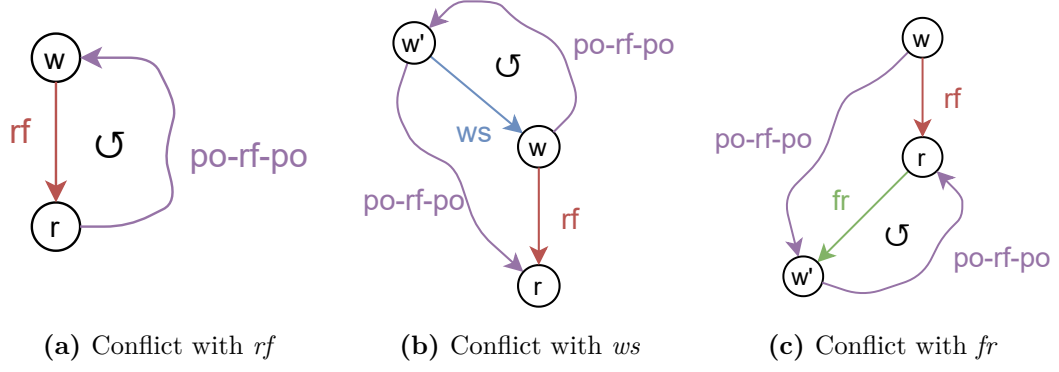 w
rf
po-rf-po
r
(a) Conflict with rf
w'
po-rf-po
ws
w
po-rf-po
rf
r
(b) Conflict with ws
w
rf
po-rf-po
r
fr
po-rf-po
w'
(c) Conflict with fr